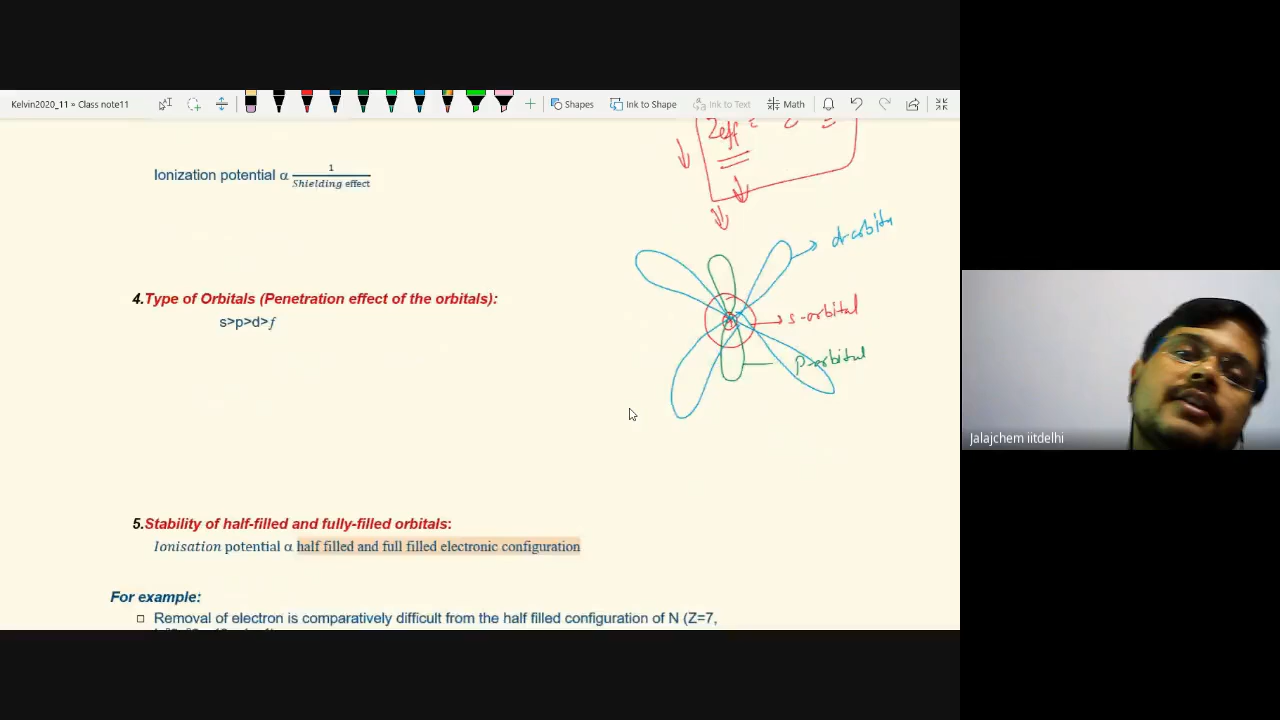 Kelvin2020_11 » Class note11
Shapes
Ink to Shape
Ink to Text
Math
Zeff =
Ionization potential α 1/Shielding effect
d-orbita
4.Type of Orbitals (Penetration effect of the orbitals):
s>p>d>f
s-orbital
p-orbital
Jalajchem iitdelhi
5.Stability of half-filled and fully-filled orbitals:
Ionisation potential α half filled and full filled electronic configuration
For example:
Removal of electron is comparatively difficult from the half filled configuration of N (Z=7,